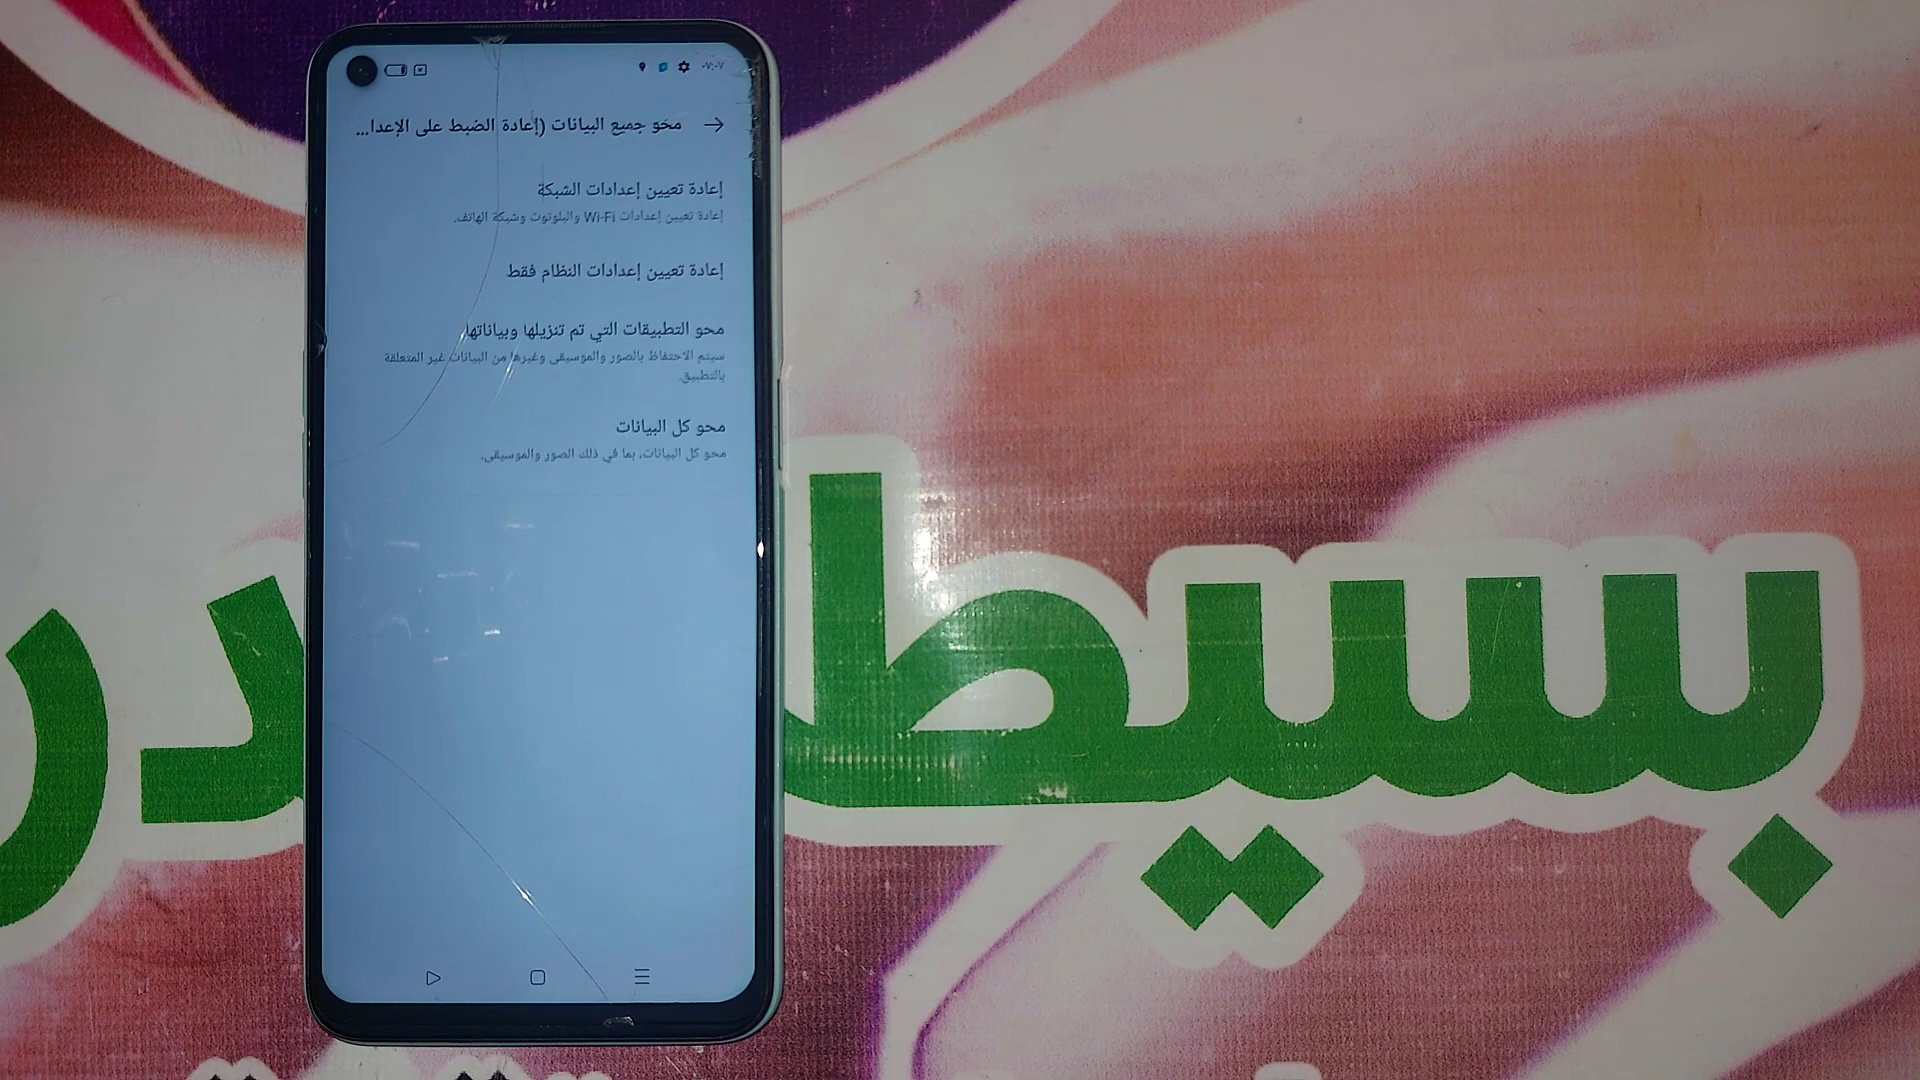 ٠٧:٠٧
محو جميع البيانات (إعادة الضبط على الإعدا...
إعادة تعيين إعدادات الشبكة
إعادة تعيين إعدادات Wi-Fi والبلوتوث وشبكة الهاتف.
إعادة تعيين إعدادات النظام فقط
محو التطبيقات التي تم تنزيلها وبياناتها
سيتم الاحتفاظ بالصور والموسيقى وغيرها من البيانات غير المتعلقة
بالتطبيق.
محو كل البيانات
محو كل البيانات، بما في ذلك الصور والموسيقى.
بسيط